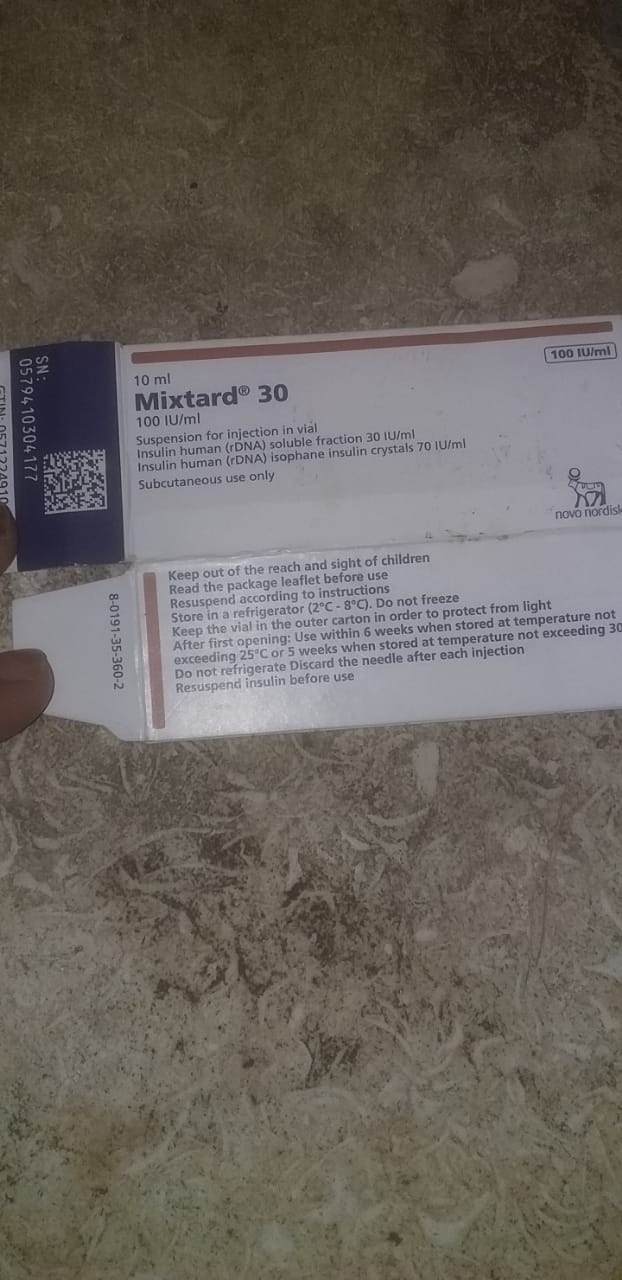 SN:
05794103041​77
100 IU/ml
10 ml
Mixtard® 30
100 IU/ml
Suspension for injection in vial
Insulin human (rDNA) soluble fraction 30 IU/ml
Insulin human (rDNA) isophane insulin crystals 70 IU/ml
Subcutaneous use only
novo nordisk
8-0191-35-360-2
Keep out of the reach and sight of children
Read the package leaflet before use
Resuspend according to instructions
Store in a refrigerator (2°C - 8°C). Do not freeze
Keep the vial in the outer carton in order to protect from light
After first opening: Use within 6 weeks when stored at temperature not
exceeding 25°C or 5 weeks when stored at temperature not exceeding 30
Do not refrigerate Discard the needle after each injection
Resuspend insulin before use